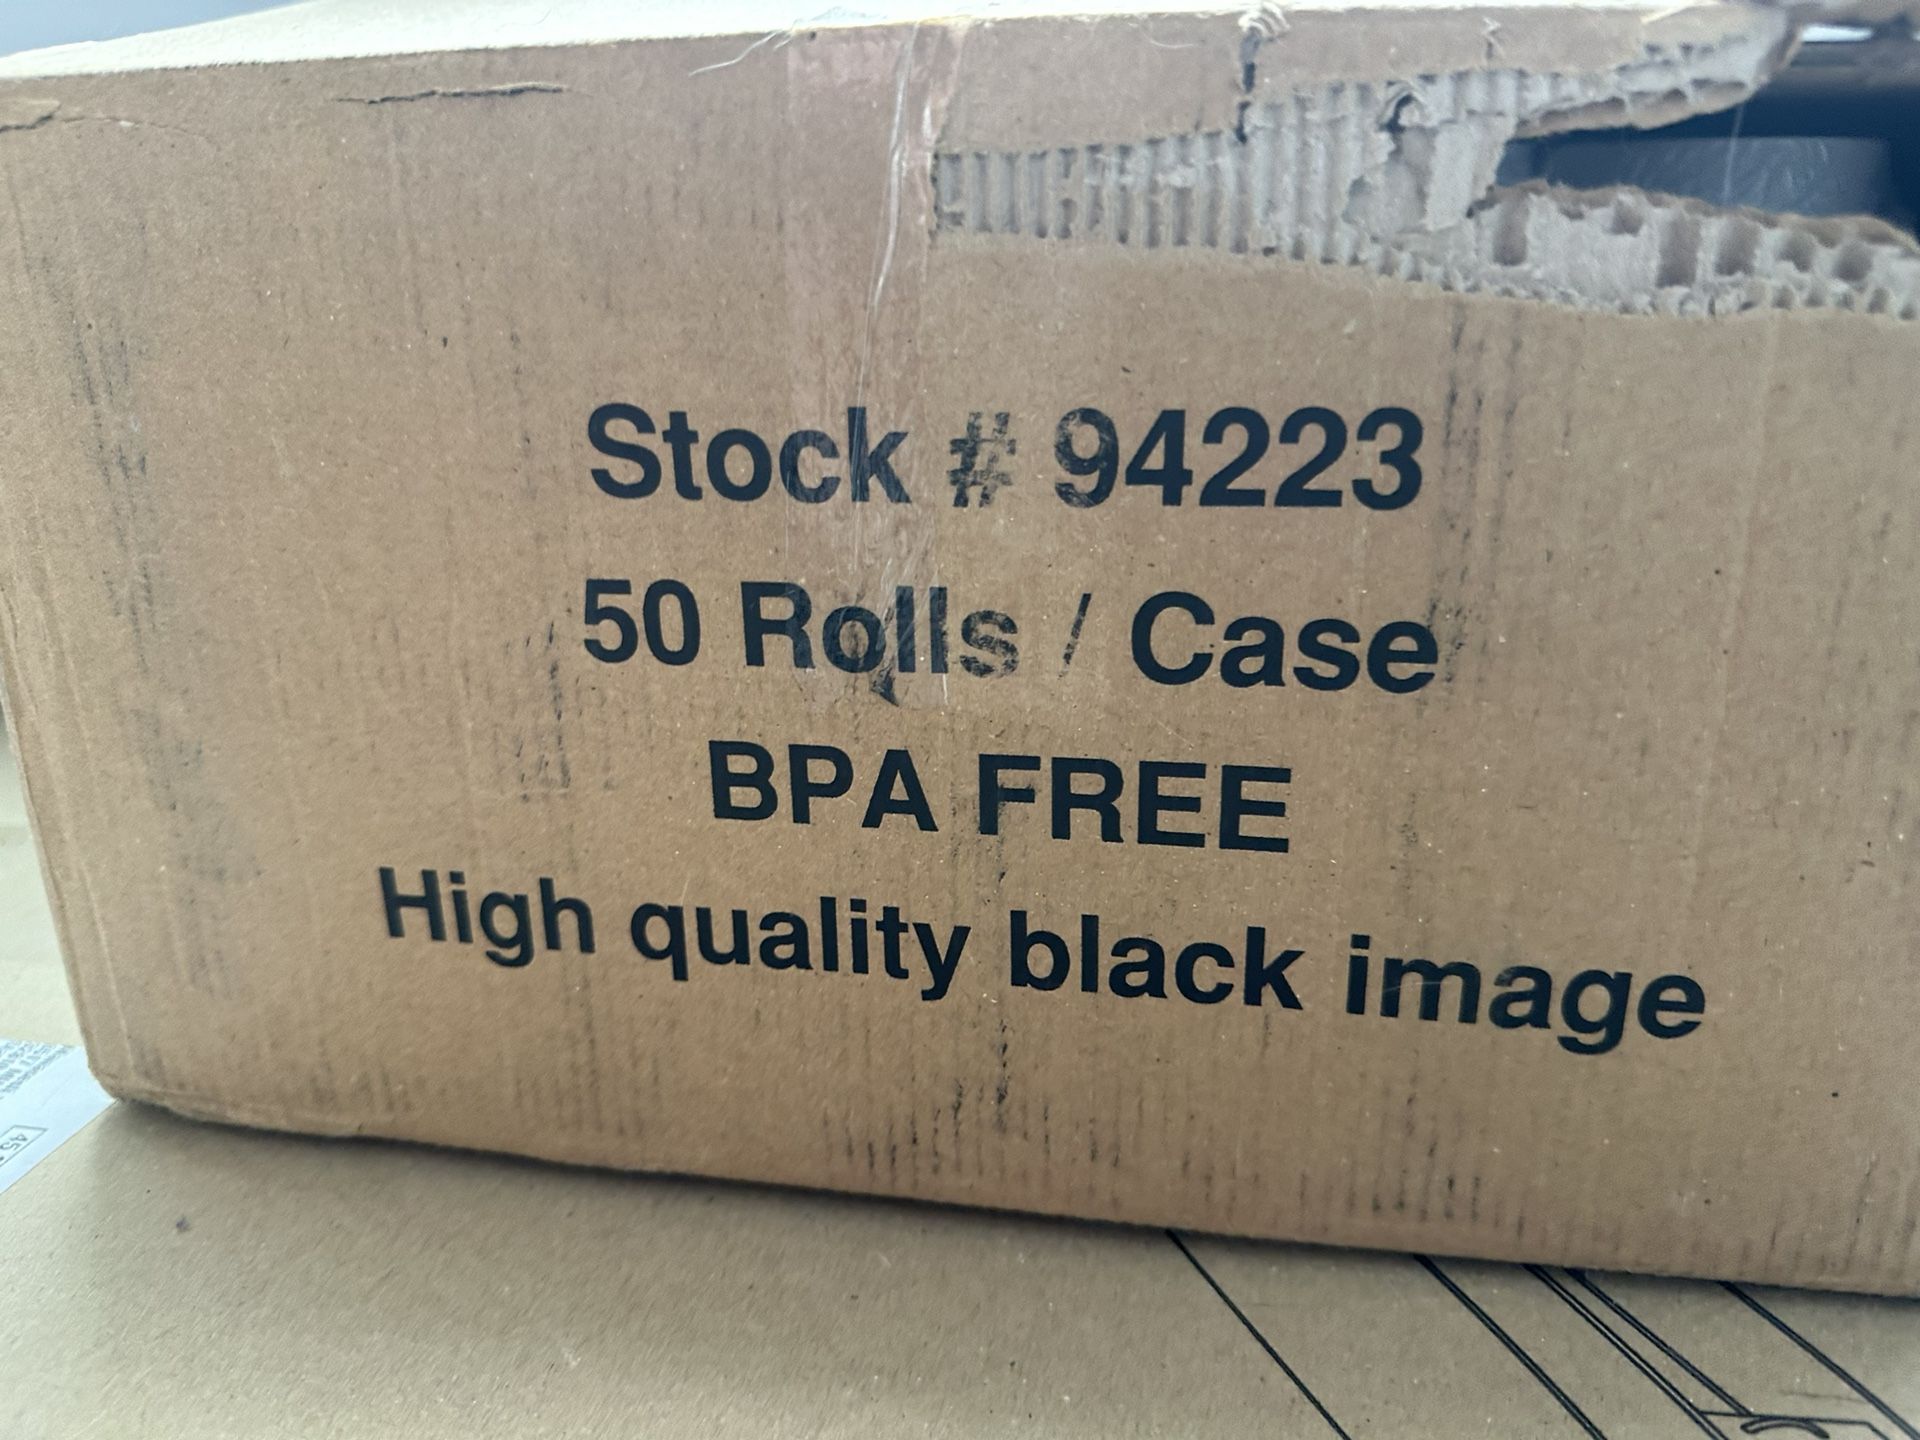 Stock # 94223
50 Rolls / Case
BPA FREE
High quality black image